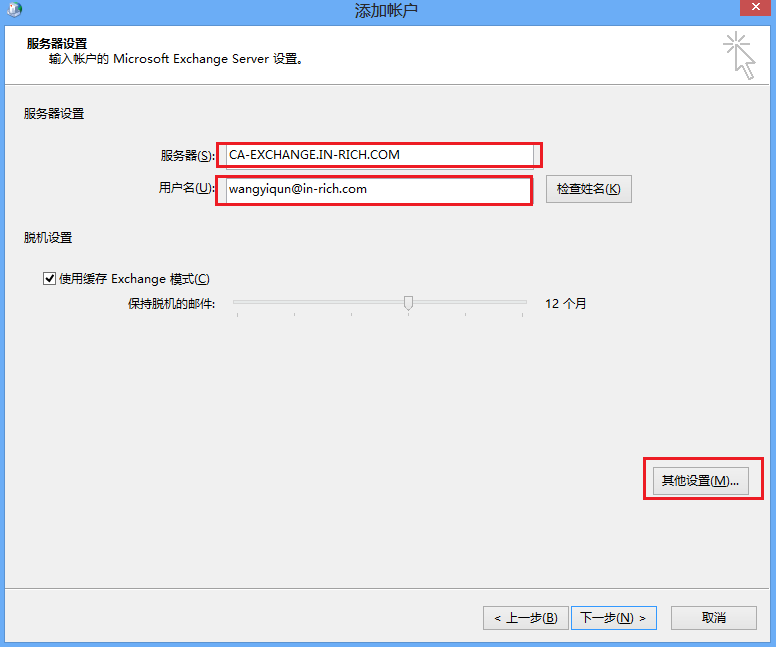 添加帐户
服务器设置
输入帐户的 Microsoft Exchange Server 设置。
服务器设置
服务器(S): CA-EXCHANGE.IN-RICH.COM
用户名(U): wangyiqun@in-rich.com 检查姓名(K)
脱机设置
使用缓存 Exchange 模式(C)
保持脱机的邮件: 12 个月
其他设置(M)...
< 上一步(B) 下一步(N) > 取消